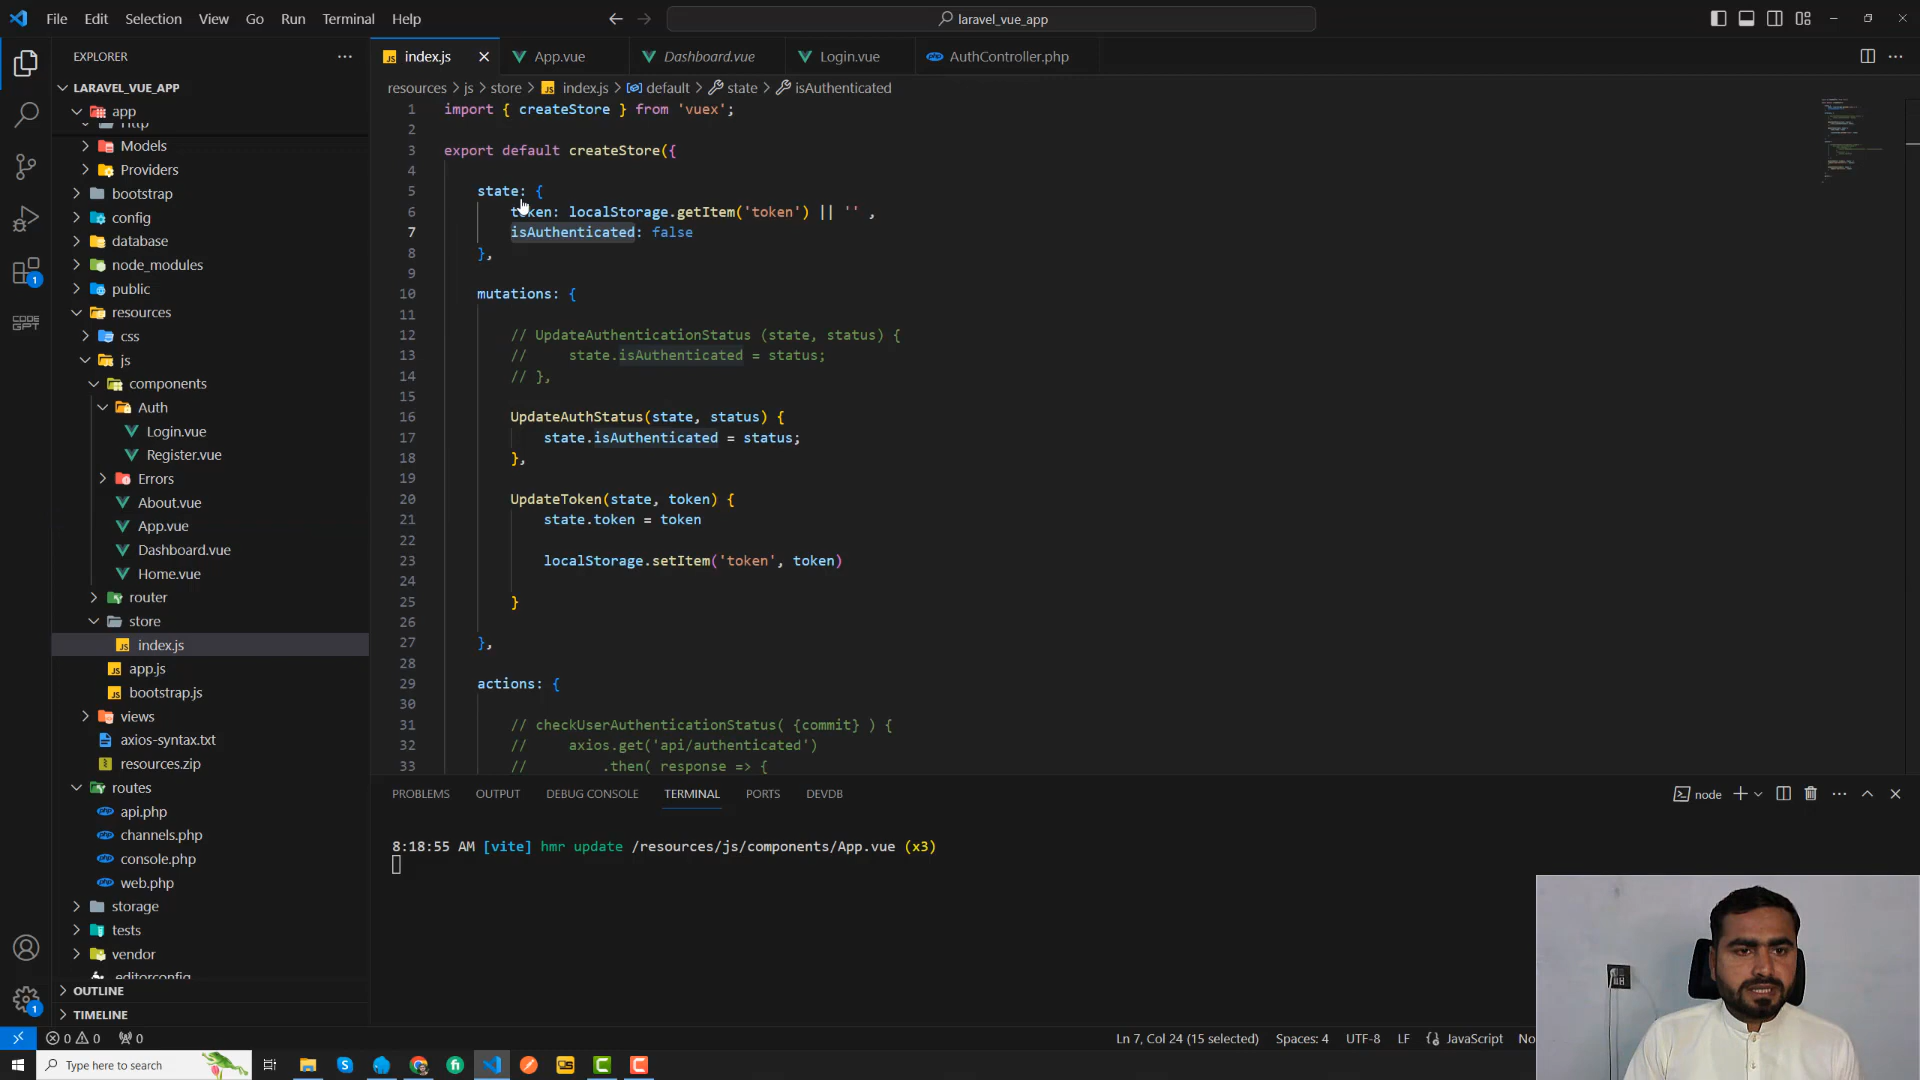 File Edit Selection View Go Run Terminal Help
laravel_vue_app
EXPLORER
LARAVEL_VUE_APP
app
Http
Models
Providers
bootstrap
config
database
node_modules
public
resources
css
js
components
Auth
Login.vue
Register.vue
Errors
About.vue
App.vue
Dashboard.vue
Home.vue
router
store
index.js
app.js
bootstrap.js
views
axios-syntax.txt
resources.zip
routes
api.php
channels.php
console.php
web.php
storage
tests
vendor
.editorconfig
OUTLINE
TIMELINE
1
CODE
GPT
1
index.js App.vue Dashboard.vue Login.vue AuthController.php
resources > js > store > index.js > default > state > isAuthenticated
1 import { createStore } from 'vuex';
2
3 export default createStore({
4
5 state: {
6 token: localStorage.getItem('token') || '' ,
7 isAuthenticated: false
8 },
9
10 mutations: {
11
12 // UpdateAuthenticationStatus (state, status) {
13 // state.isAuthenticated = status;
14 // },
15
16 UpdateAuthStatus(state, status) {
17 state.isAuthenticated = status;
18 },
19
20 UpdateToken(state, token) {
21 state.token = token
22
23 localStorage.setItem('token', token)
24
25 }
26
27 },
28
29 actions: {
30
31 // checkUserAuthenticationStatus( {commit} ) {
32 // axios.get('api/authenticated')
33 // .then( response => {
PROBLEMS OUTPUT DEBUG CONSOLE TERMINAL PORTS DEVDB
node
8:18:55 AM [vite] hmr update /resources/js/components/App.vue (x3)
0 0 0
Ln 7, Col 24 (15 selected) Spaces: 4 UTF-8 LF JavaScript No
Type here to search